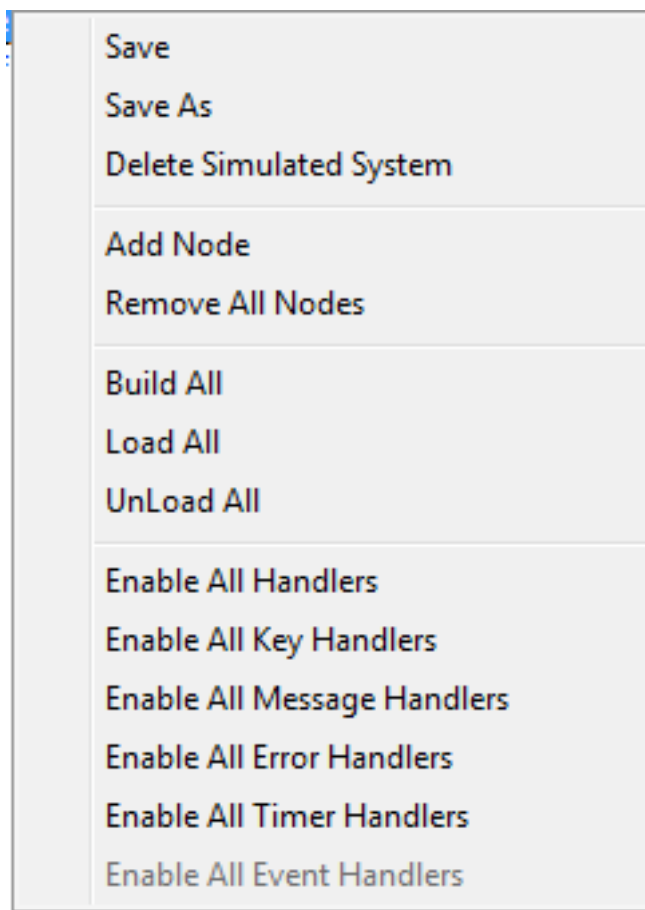 Save
Save As
Delete Simulated System
Add Node
Remove All Nodes
Build All
Load All
UnLoad All
Enable All Handlers
Enable All Key Handlers
Enable All Message Handlers
Enable All Error Handlers
Enable All Timer Handlers
Enable All Event Handlers